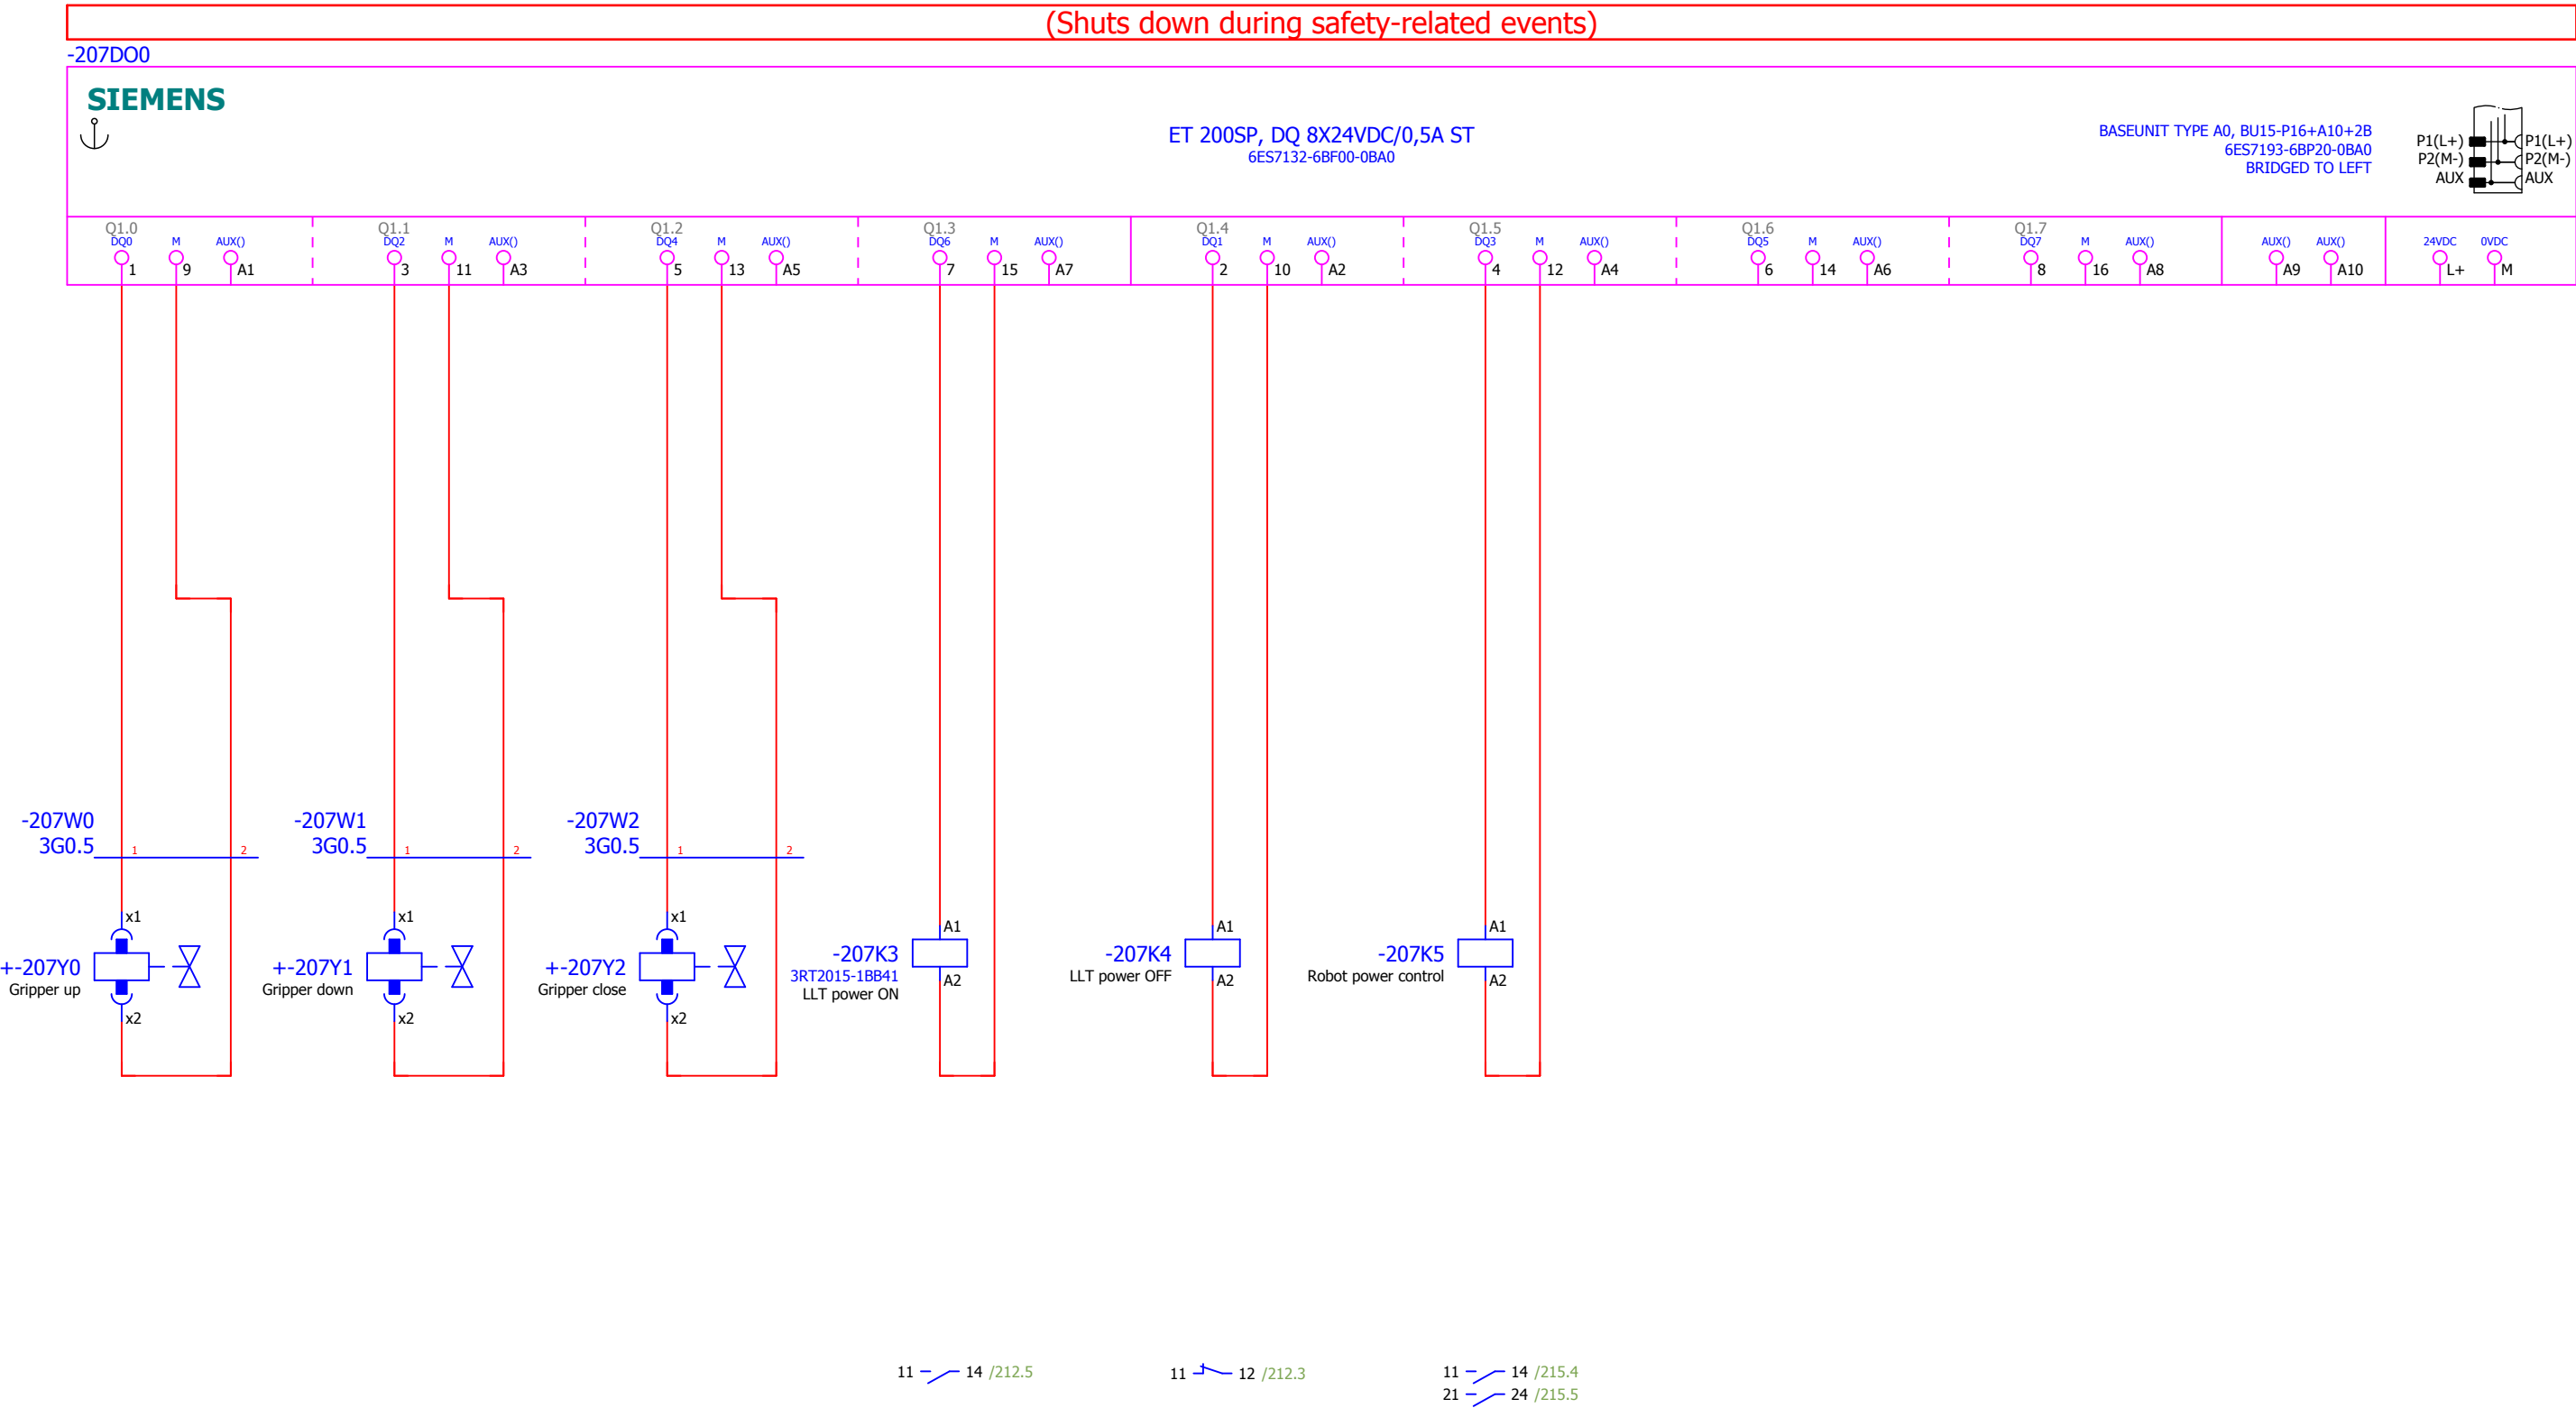 (Shuts down during safety-related events)
-207DO0
SIEMENS
ET 200SP, DQ 8X24VDC/0,5A ST
6ES7132-6BF00-0BA0
BASEUNIT TYPE A0, BU15-P16+A10+2B
6ES7193-6BP20-0BA0
BRIDGED TO LEFT
P1(L+) P1(L+)
P2(M-) P2(M-)
AUX AUX
Q1.0 Q1.1 Q1.2 Q1.3 Q1.4 Q1.5 Q1.6 Q1.7
DQ0 M AUX() DQ2 M AUX() DQ4 M AUX() DQ6 M AUX() DQ1 M AUX() DQ3 M AUX() DQ5 M AUX() DQ7 M AUX() AUX() AUX() 24VDC 0VDC
1 9 A1 3 11 A3 5 13 A5 7 15 A7 2 10 A2 4 12 A4 6 14 A6 8 16 A8 A9 A10 L+ M
-207W0 -207W1 -207W2
3G0.5 1 2 3G0.5 1 2 3G0.5 1 2
x1 x1 x1 A1 A1 A1
+-207Y0
Gripper up
+-207Y1
Gripper down
+-207Y2
Gripper close
-207K3
3RT2015-1BB41
LLT power ON
-207K4
LLT power OFF
-207K5
Robot power control
A2 A2 A2
x2 x2 x2
11 14 /212.5 11 12 /212.3 11 14 /215.4
21 24 /215.5